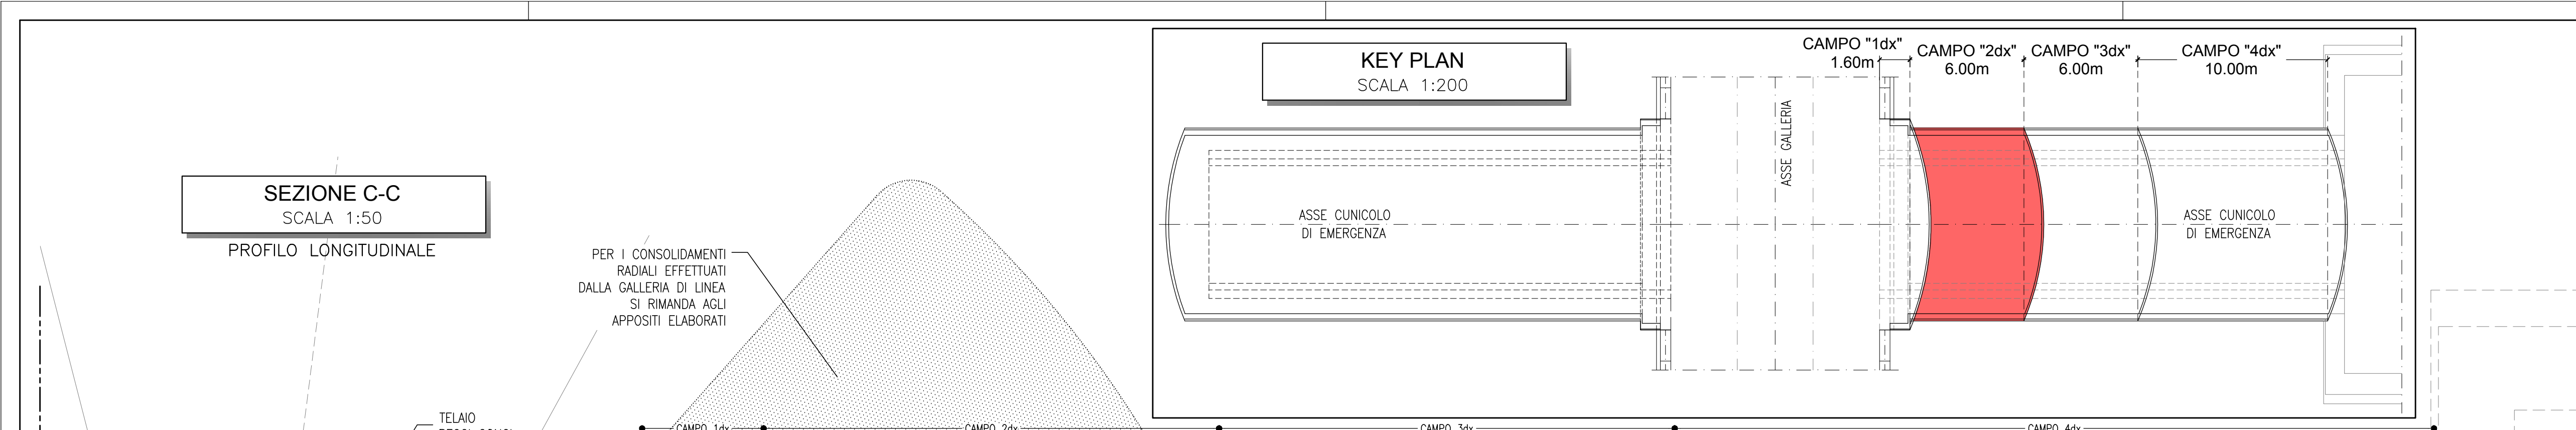 SEZIONE C-C
SCALA 1:50
PROFILO LONGITUDINALE
PER I CONSOLIDAMENTI
RADIALI EFFETTUATI
DALLA GALLERIA DI LINEA
SI RIMANDA AGLI
APPOSITI ELABORATI
TELAIO
KEY PLAN
SCALA 1:200
CAMPO "1dx"
1.60m
CAMPO "2dx"
6.00m
CAMPO "3dx"
6.00m
CAMPO "4dx"
10.00m
ASSE GALLERIA
ASSE CUNICOLO
DI EMERGENZA
ASSE CUNICOLO
DI EMERGENZA
CAMPO 1dx
CAMPO 2dx
CAMPO 3dx
CAMPO 4dx